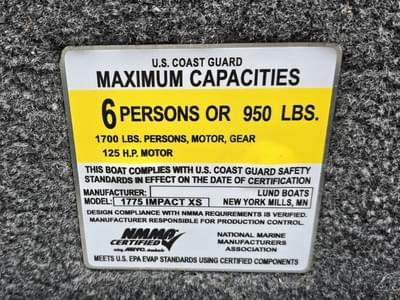 U.S. COAST GUARD
MAXIMUM CAPACITIES
6 PERSONS OR 950 LBS.
1700 LBS. PERSONS, MOTOR, GEAR
125 H.P. MOTOR
THIS BOAT COMPLIES WITH U.S. COAST GUARD SAFETY
STANDARDS IN EFFECT ON THE DATE OF CERTIFICATION
MANUFACTURER: LUND BOATS
MODEL: 1775 IMPACT XS NEW YORK MILLS, MN
DESIGN COMPLIANCE WITH NMMA REQUIREMENTS IS VERIFIED.
MANUFACTURER RESPONSIBLE FOR PRODUCTION CONTROL.
NMMA
CERTIFIED
using ABYC standards
NATIONAL MARINE
MANUFACTURERS
ASSOCIATION
MEETS U.S. EPA EVAP STANDARDS USING CERTIFIED COMPONENTS